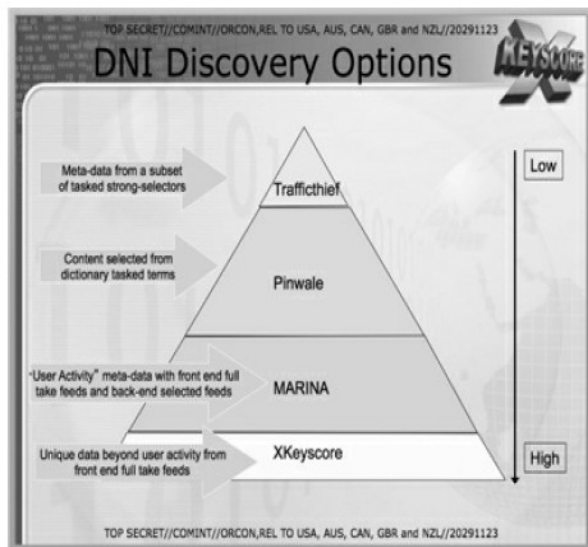 TOP SECRET//COMINT//ORCON,REL TO USA, AUS, CAN, GBR and NZL//20291123
DNI Discovery Options
X
KEYSCORE
Meta-data from a subset
of tasked strong-selectors
Trafficthief
Low
Content selected from
dictionary tasked terms
Pinwale
"User Activity" meta-data with front end full
take feeds and back-end selected feeds
MARINA
Unique data beyond user activity from
front end full take feeds
XKeyscore
High
TOP SECRET//COMINT//ORCON,REL TO USA, AUS, CAN, GBR and NZL//20291123